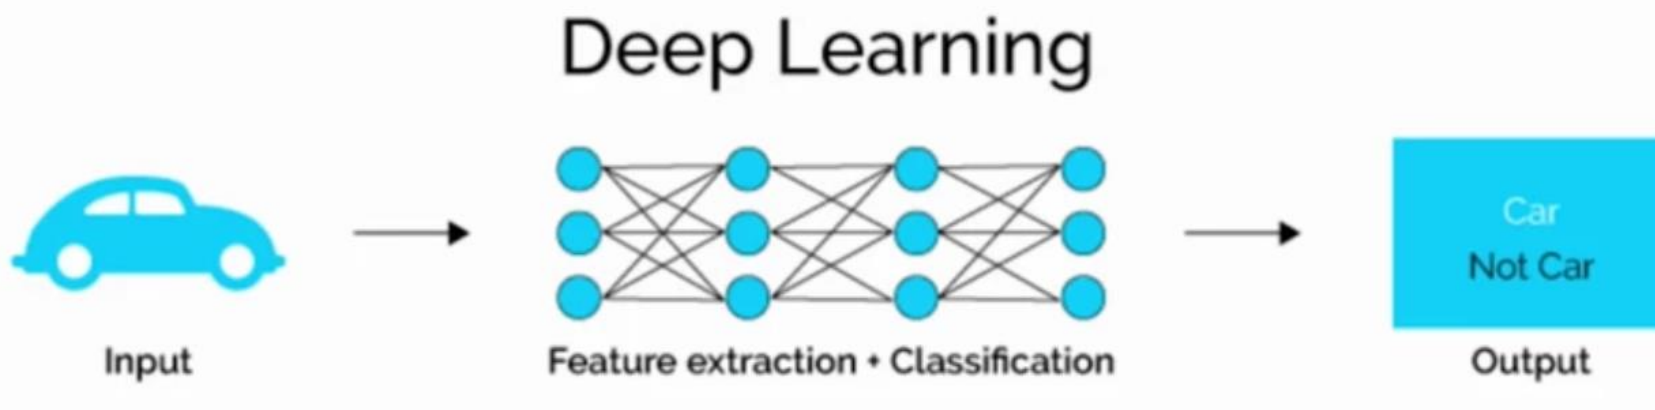 Deep Learning
Car
Not Car
Input
Feature extraction + Classification
Output